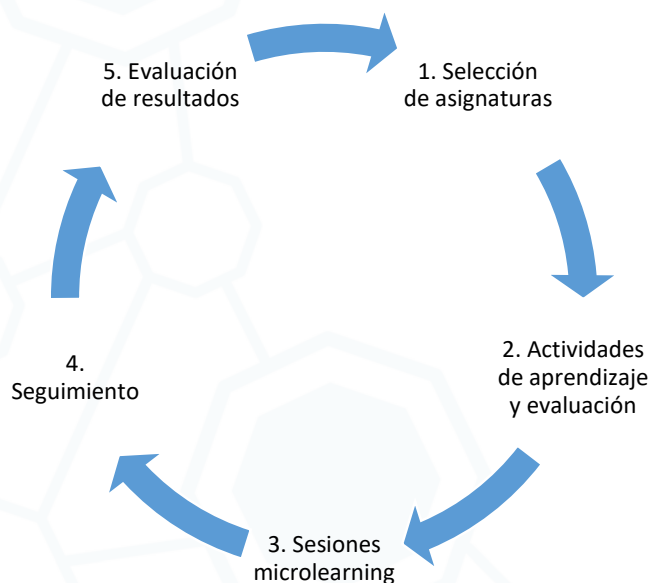 1. Selección
de asignaturas
2. Actividades
de aprendizaje
y evaluación
3. Sesiones
microlearning
4.
Seguimiento
5. Evaluación
de resultados